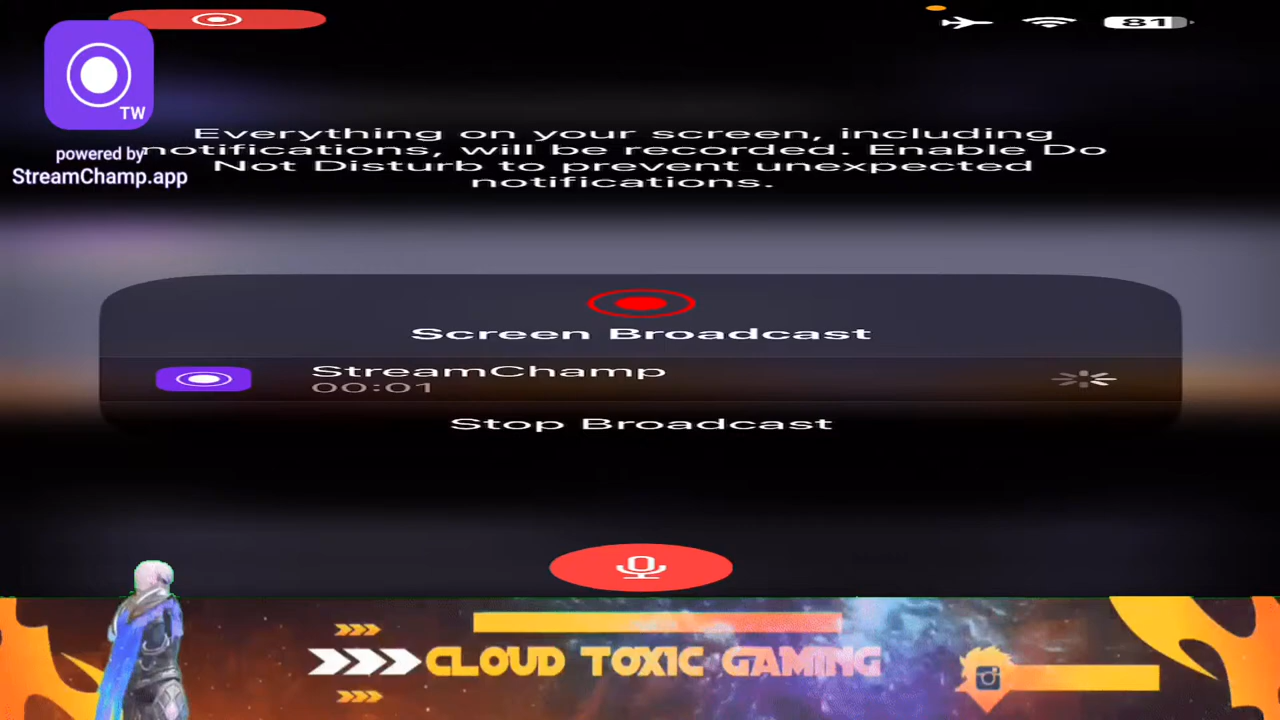 81
TW
powered by
StreamChamp.app
Everything on your screen, including
notifications, will be recorded. Enable Do
Not Disturb to prevent unexpected
notifications.
Screen Broadcast
StreamChamp
00:01
Stop Broadcast
CLOUD TOXIC GAMING